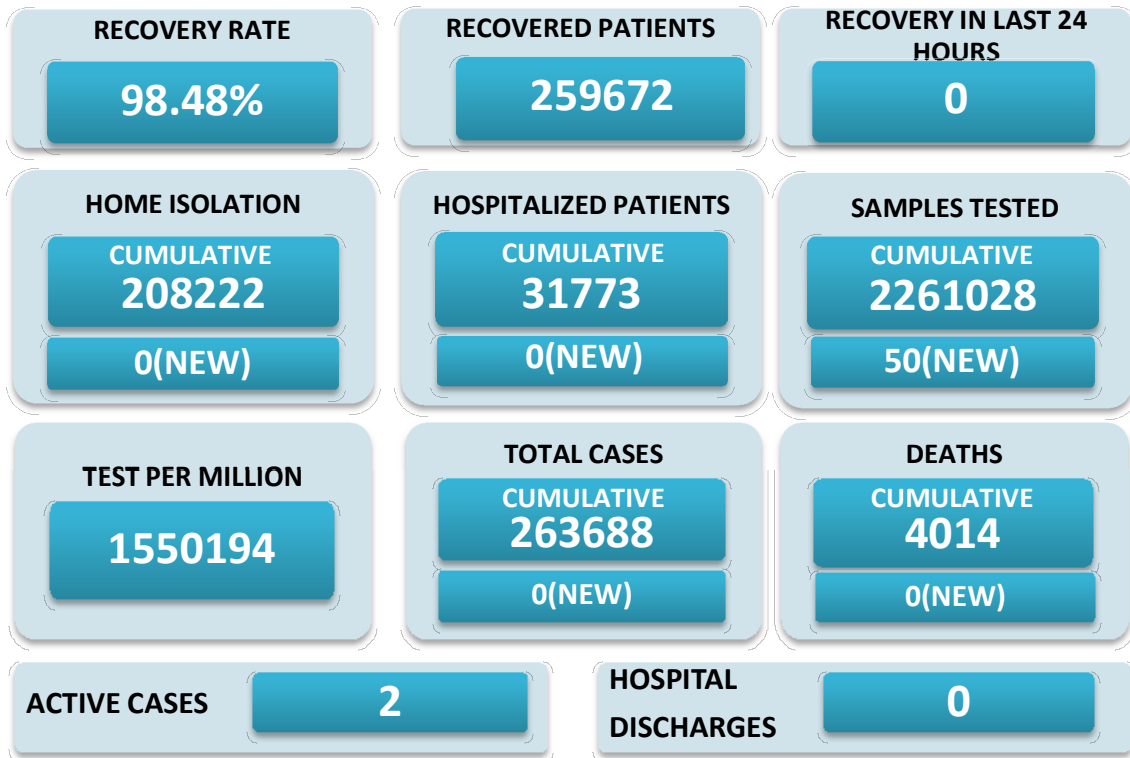 RECOVERY RATE
98.48%
RECOVERED PATIENTS
259672
RECOVERY IN LAST 24
HOURS
0
HOME ISOLATION
CUMULATIVE
208222
0(NEW)
HOSPITALIZED PATIENTS
CUMULATIVE
31773
0(NEW)
SAMPLES TESTED
CUMULATIVE
2261028
50(NEW)
TEST PER MILLION
1550194
TOTAL CASES
CUMULATIVE
263688
0(NEW)
DEATHS
CUMULATIVE
4014
0(NEW)
ACTIVE CASES
2
HOSPITAL
DISCHARGES
0